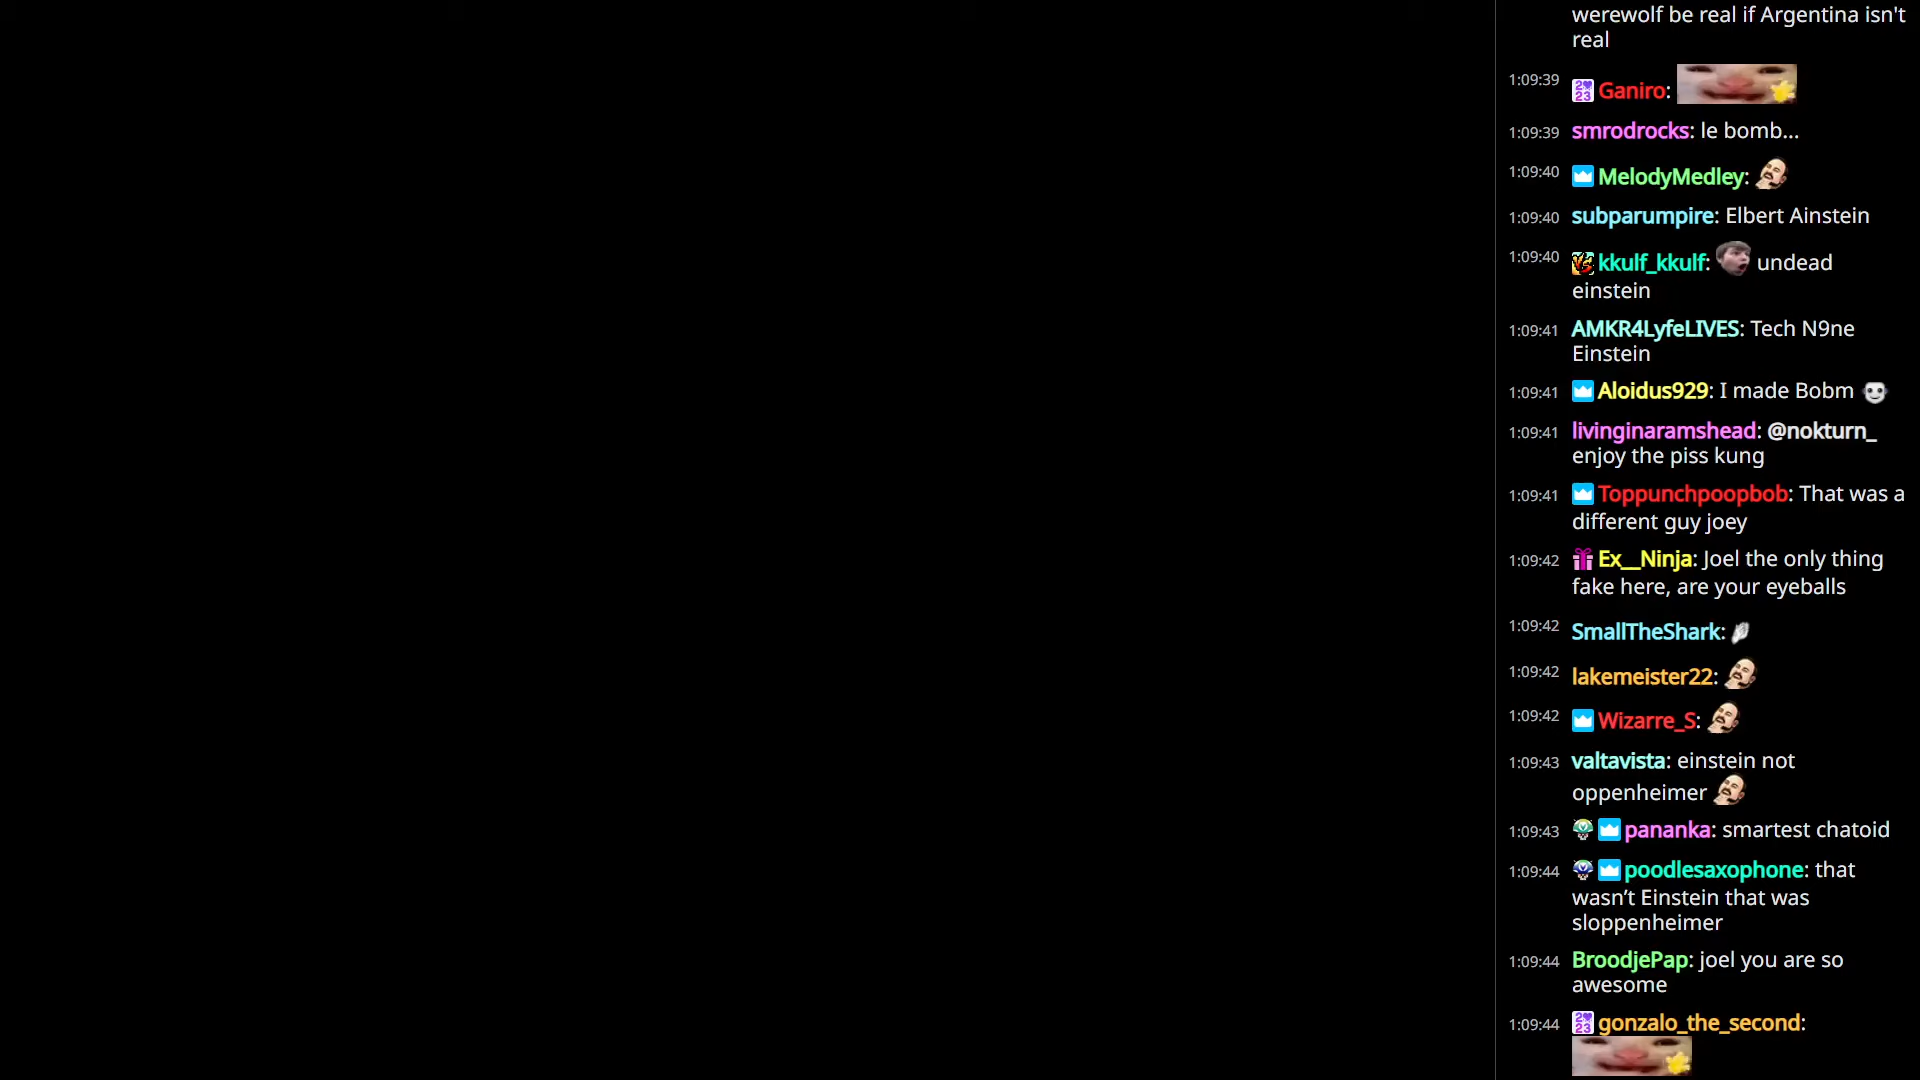 werewolf be real if Argentina isn't
real
1:09:39 Ganiro:
1:09:39 smrodrocks: le bomb...
1:09:40 MelodyMedley:
1:09:40 subparumpire: Elbert Ainstein
1:09:40 kkulf_kkulf: undead
einstein
1:09:41 AMKR4LyfeLIVES: Tech N9ne
Einstein
1:09:41 Aloidus929: I made Bobm
1:09:41 livinginaramshead: @nokturn_
enjoy the piss kung
1:09:41 Toppunchpoopbob: That was a
different guy joey
1:09:42 Ex__Ninja: Joel the only thing
fake here, are your eyeballs
1:09:42 SmallTheShark:
1:09:42 lakemeister22:
1:09:42 Wizarre_S:
1:09:43 valtavista: einstein not
oppenheimer
1:09:43 pananka: smartest chatoid
1:09:44 poodlesaxophone: that
wasn't Einstein that was
sloppenheimer
1:09:44 BroodjePap: joel you are so
awesome
1:09:44 gonzalo_the_second: